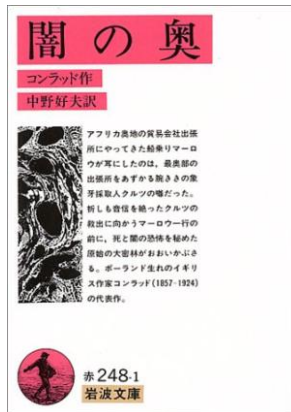 闇の奥
コンラッド作
中野好夫訳
アフリカ奥地の貿易会社出張
所にやってきた船乗りマーロ
ウが耳にしたのは,最奥部の
出張所をあずかる腕ききの象
牙採取人クルツの噂だった.
折しも音信を絶ったクルツの
救出に向かうマーロウ一行の
前に,死と闇の恐怖を秘めた
原始の大密林がおおいかぶさ
る.ポーランド生れのイギリ
ス作家コンラッド(1857-1924)
の代表作.
赤 248-1
岩波文庫